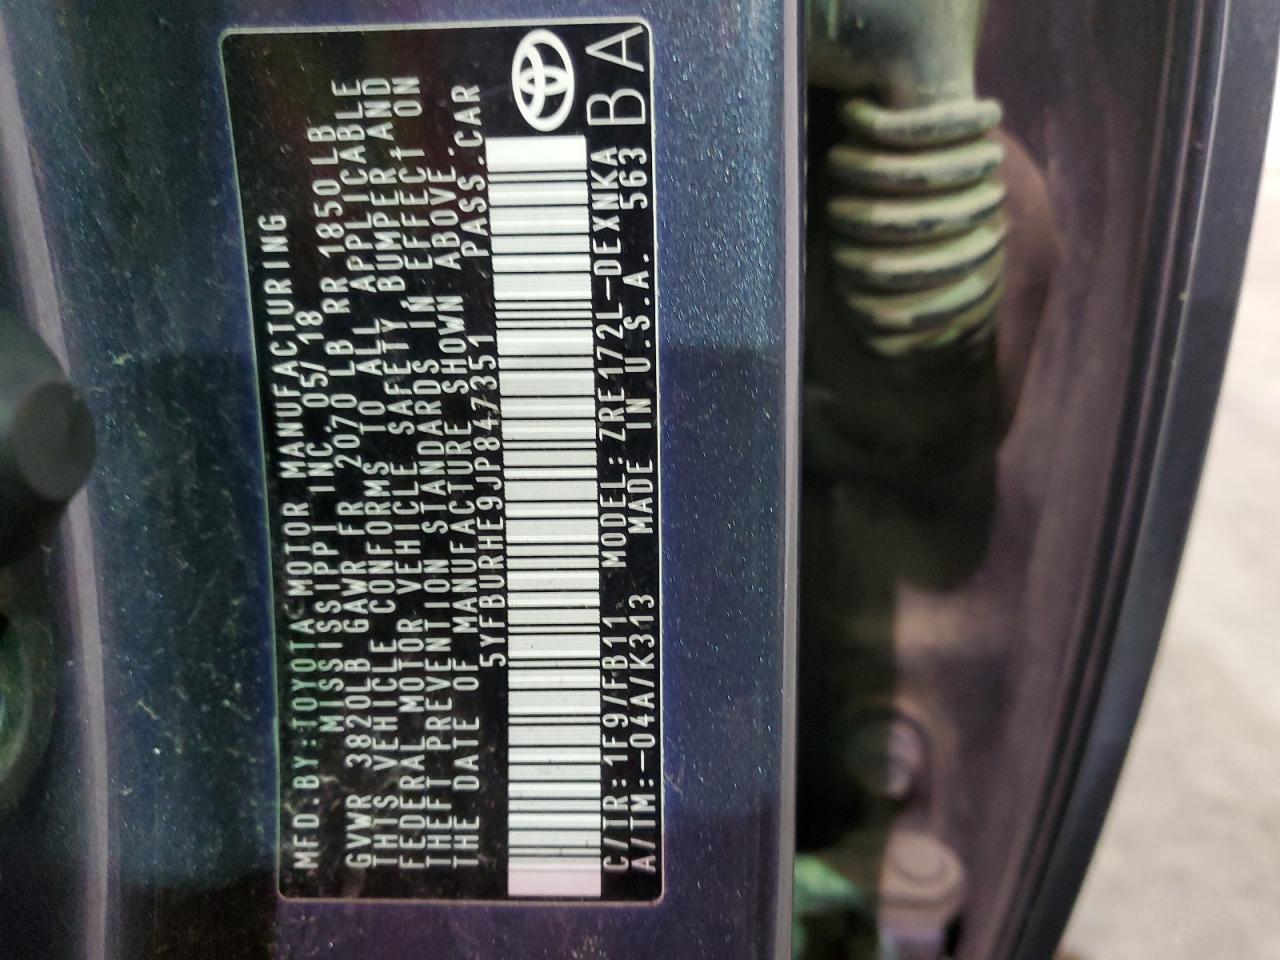 MFD.BY:TOYOTA MOTOR MANUFACTURING
MISSISSIPPI INC 05/18
GVWR 3820LB GAWR FR 2070 LB RR 1850LB
THIS VEHICLE CONFORMS TO ALL APPLICABLE
FEDERAL MOTOR VEHICLE SAFETY BUMPER AND
THEFT PREVENTION STANDARDS IN EFFECT ON
THE DATE OF MANUFACTURE SHOWN ABOVE.
5YFBURHE9JP847351 PASS.CAR
C/TR:1F9/FB11 MODEL:ZRE172L-DEXNKA
A/TM:-04A/K313 MADE IN U.S.A. 563
BA